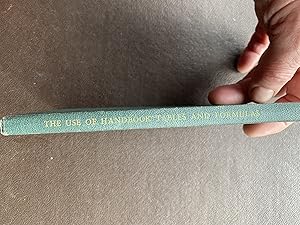 THE USE OF HANDBOOK TABLES AND FORMULAS